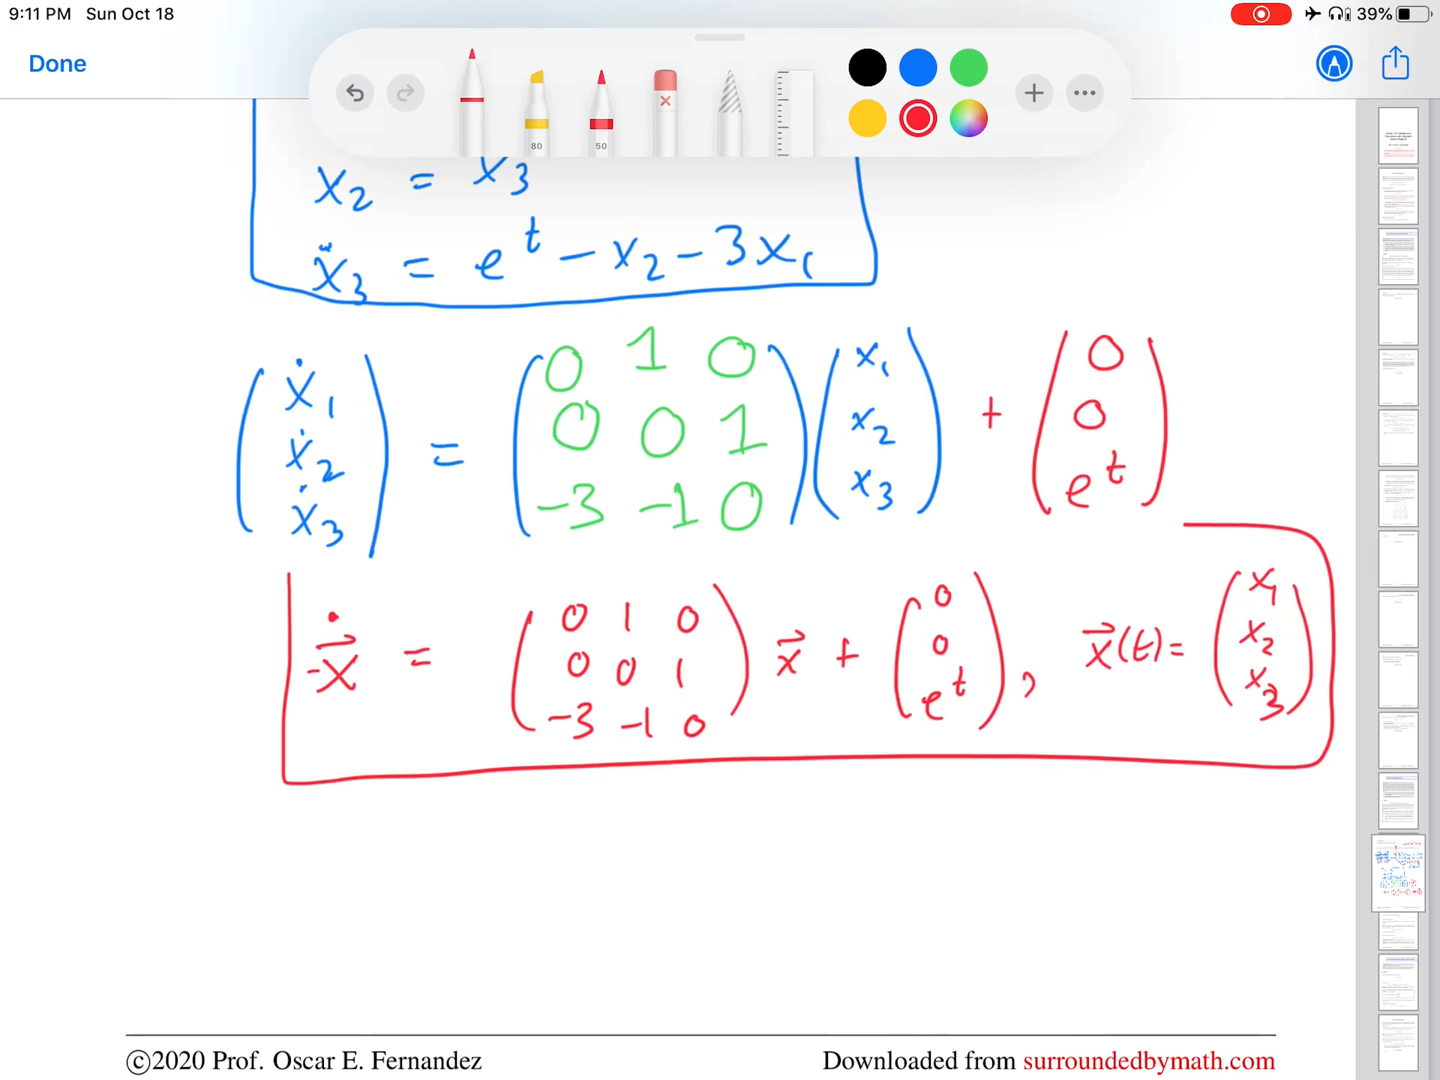 9:11 PM Sun Oct 18 39%
Done
80 50
x₂ = x₃
ẋ₃ = eᵗ − x₂ − 3x₁
(ẋ₁ ẋ₂ ẋ₃) = (0 1 0 0 0 1 −3 −1 0) (x₁ x₂ x₃) + (0 0 eᵗ)
ẋ⃗ = (0 1 0 0 0 1 −3 −1 0) x⃗ + (0 0 eᵗ), x⃗(t) = (x₁ x₂ x₃)
©2020 Prof. Oscar E. Fernandez Downloaded from surroundedbymath.com